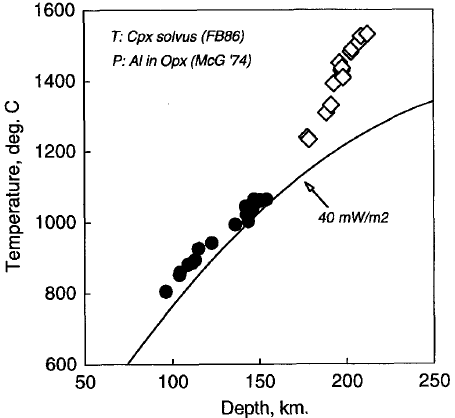 1600
1400
1200
1000
800
600
Temperature, deg. C
T: Cpx solvus (FB86)
P: Al in Opx (McG '74)
40 mW/m2
50
100
150
200
250
Depth, km.